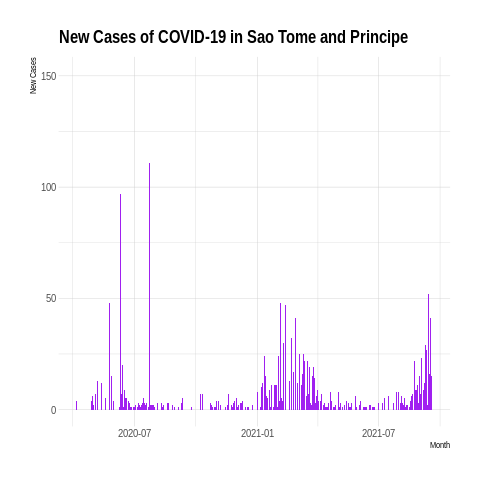 New Cases of COVID-19 in Sao Tome and Principe
New Cases
150
100
50
0
2020-07
2021-01
2021-07
Month